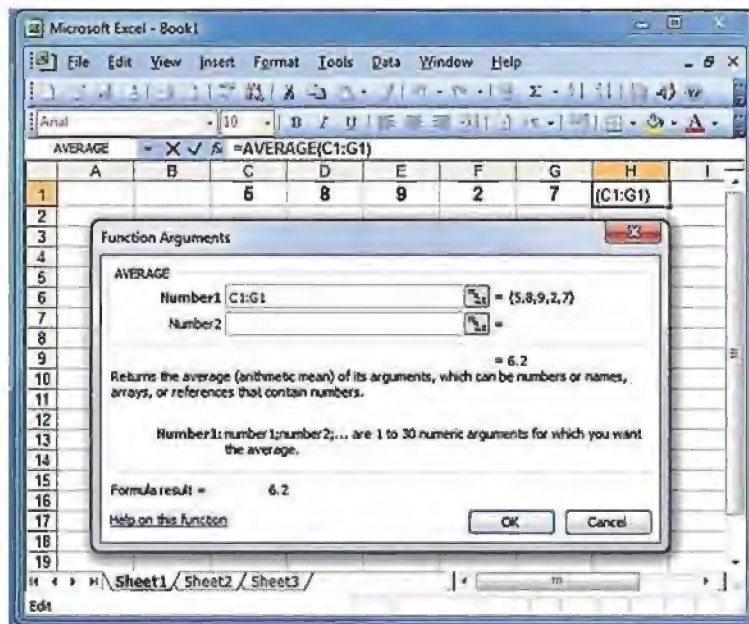 Microsoft Excel - Book1
File Edit View Insert Format Tools Data Window Help
Arial 10
AVERAGE =AVERAGE(C1:G1)
A B C D E F G H I
1 5 8 9 2 7 (C1:G1)
2
3
4
5
6
7
8
9
10
11
12
13
14
15
16
17
18
19
Function Arguments
AVERAGE
Number1 C1:G1 = {5,8,9,2,7}
Number2 =
= 6.2
Returns the average (arithmetic mean) of its arguments, which can be numbers or names,
arrays, or references that contain numbers.
Number1: number1;number2;... are 1 to 30 numeric arguments for which you want
the average.
Formula result = 6.2
Help on this function OK Cancel
Sheet1 / Sheet2 / Sheet3 /
Edit